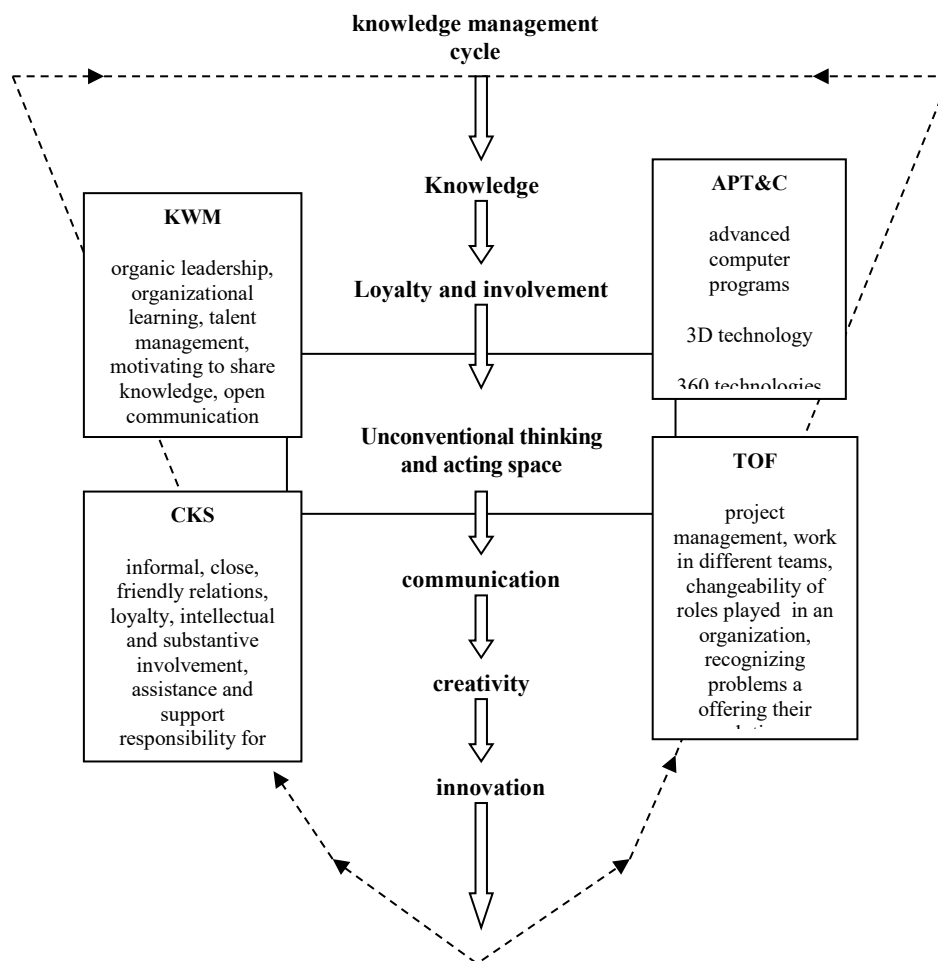 knowledge management
cycle
Knowledge
Loyalty and involvement
Unconventional thinking
and acting space
communication
creativity
innovation
KWM
organic leadership,
organizational
learning, talent
management,
motivating to share
knowledge, open
communication
CKS
informal, close,
friendly relations,
loyalty, intellectual
and substantive
involvement,
assistance and
support
responsibility for
APT&C
advanced
computer
programs
3D technology
360 technologies
TOF
project
management, work
in different teams,
changeability of
roles played in an
organization,
recognizing
problems a
offering their